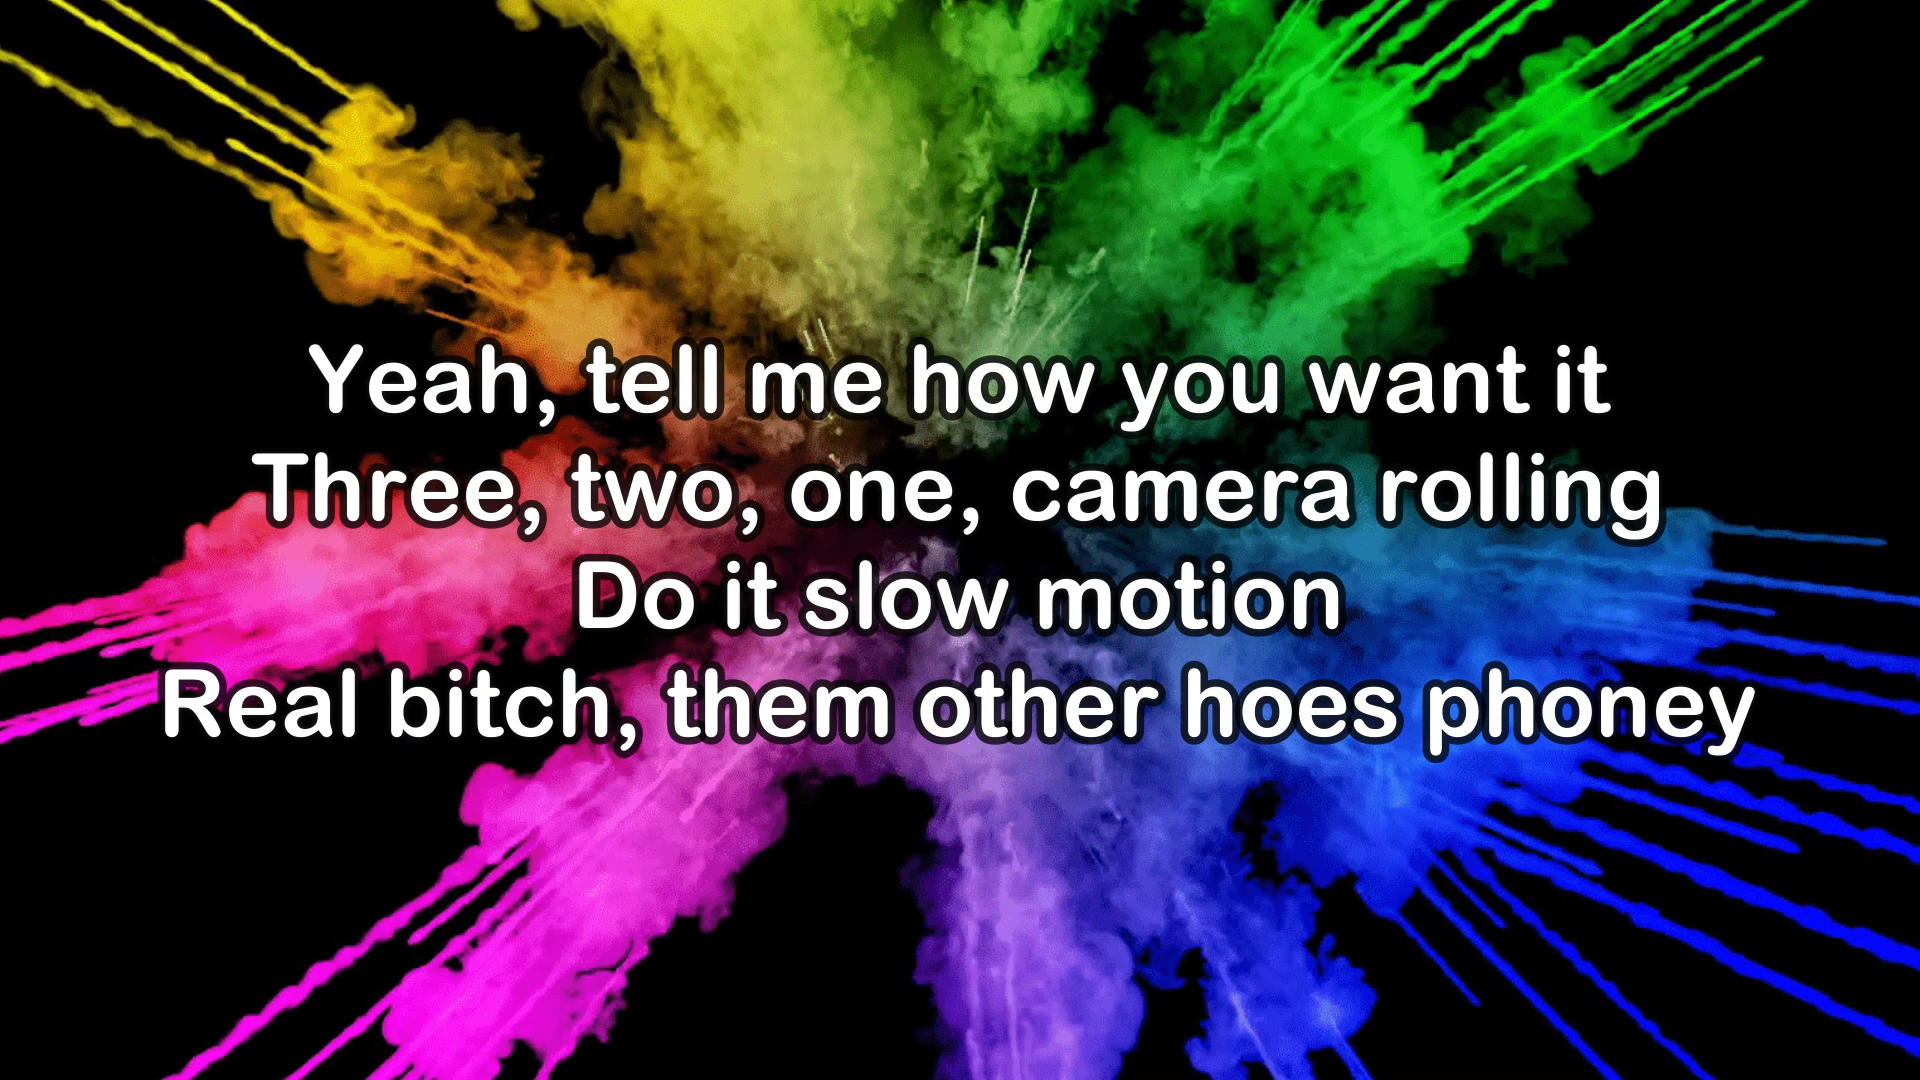 Yeah, tell me how you want it
Three, two, one, camera rolling
Do it slow motion
Real bitch, them other hoes phoney